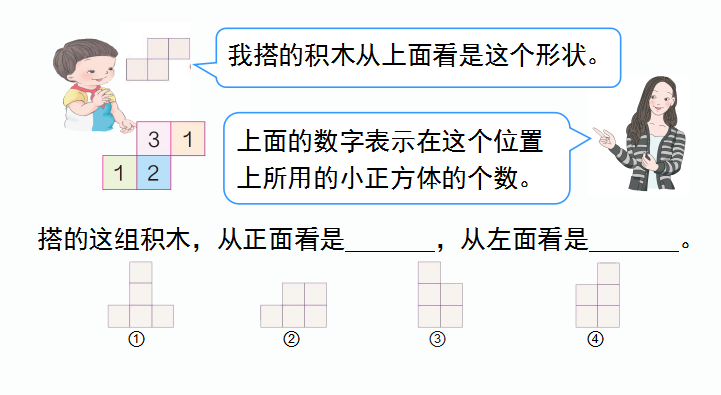 我搭的积木从上面看是这个形状。
3 1
1 2
上面的数字表示在这个位置
上所用的小正方体的个数。
搭的这组积木，从正面看是_______，从左面看是_______。
① ② ③ ④